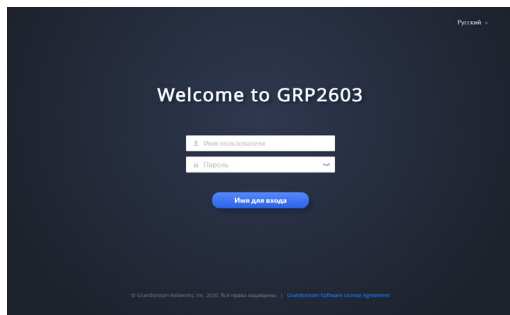 Русский
Welcome to GRP2603
Имя пользователя
Пароль
Имя для входа
© Grandstream Networks, Inc. 2020. Все права защищены | Grandstream Software License Agreement